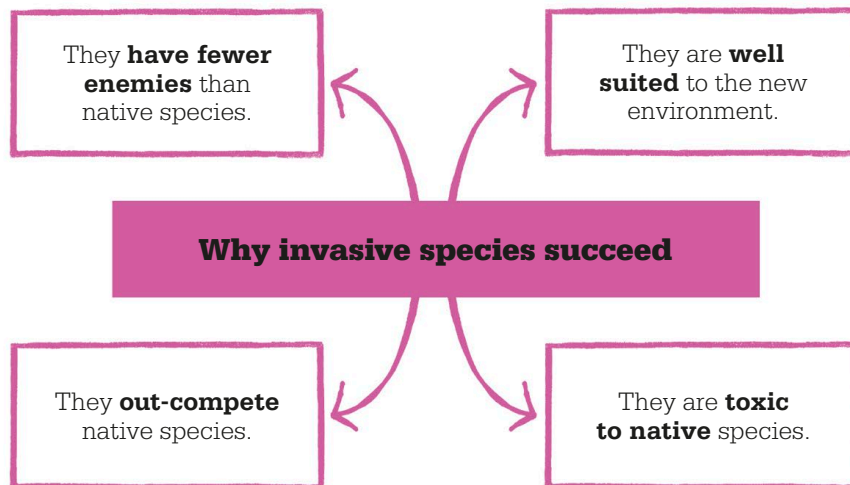 They have fewer
enemies than
native species.
They are well
suited to the new
environment.
Why invasive species succeed
They out-compete
native species.
They are toxic
to native species.